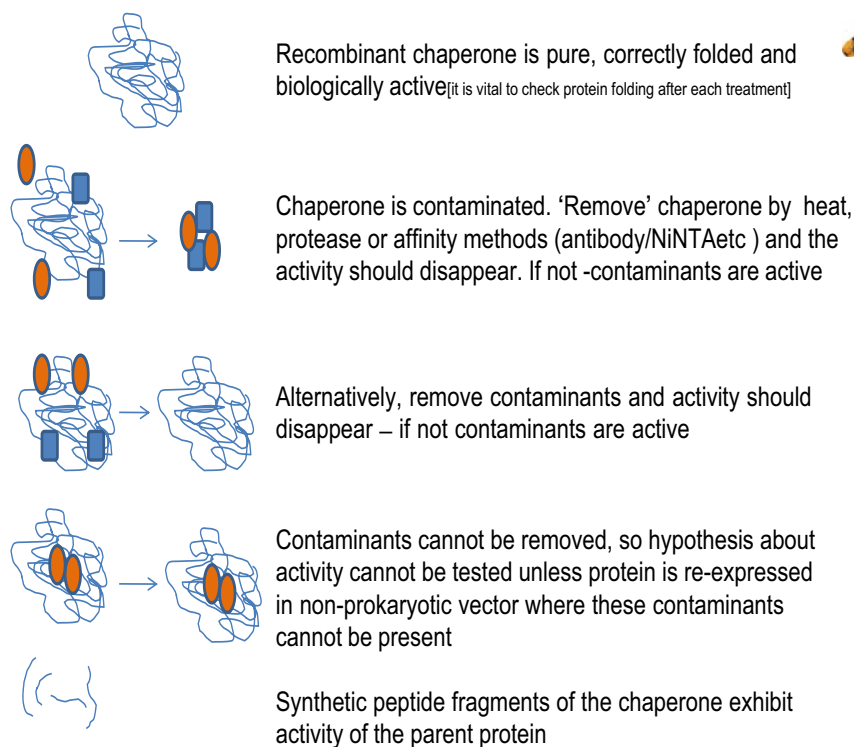 Recombinant chaperone is pure, correctly folded and
biologically active[it is vital to check protein folding after each treatment]
Chaperone is contaminated. ‘Remove’ chaperone by heat,
protease or affinity methods (antibody/NiNTAetc ) and the
activity should disappear. If not -contaminants are active
Alternatively, remove contaminants and activity should
disappear – if not contaminants are active
Contaminants cannot be removed, so hypothesis about
activity cannot be tested unless protein is re-expressed
in non-prokaryotic vector where these contaminants
cannot be present
Synthetic peptide fragments of the chaperone exhibit
activity of the parent protein